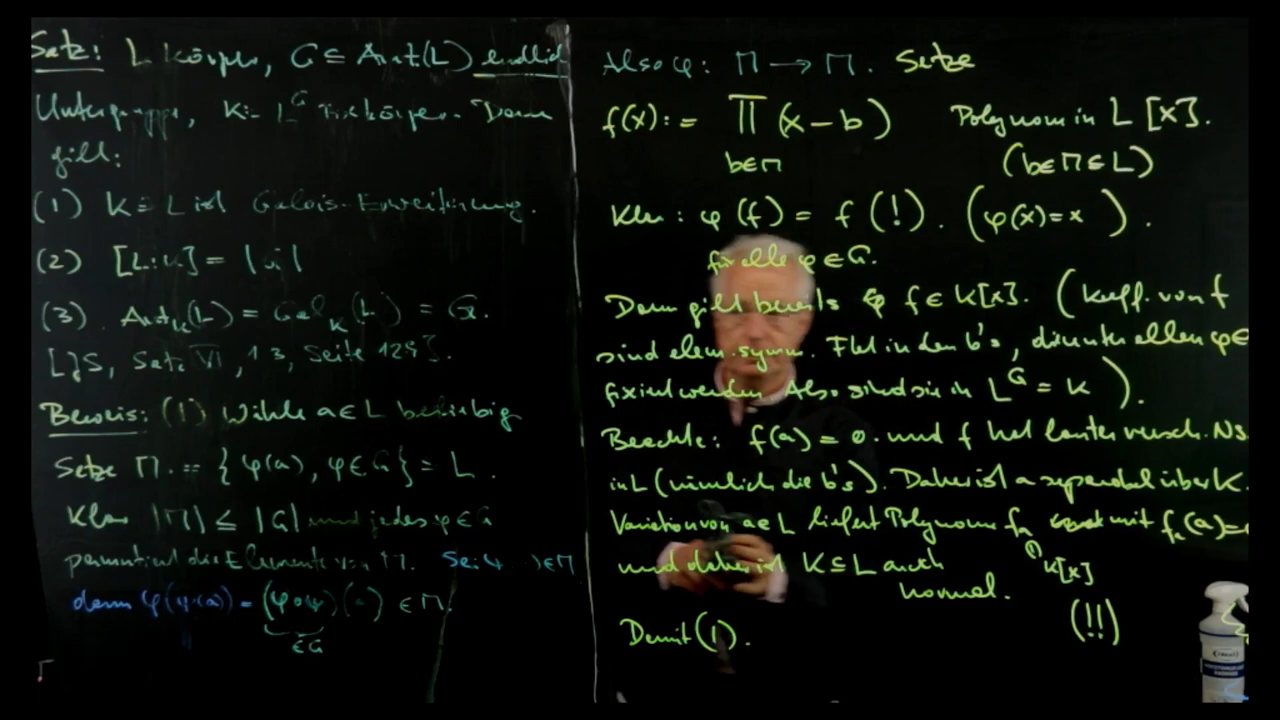 Satz: L Körper, G ⊆ Aut(L) endlich
Untergruppe, K := L^G Fixkörper. Dann
gilt:
(1) K ⊆ L ist Galois-Erweiterung.
(2) [L:K] = |G|
(3) Aut_K(L) = Gal_K(L) = G.
[JS, Satz VI, 1.3, Seite 129].
Beweis: (1) Wähle a ∈ L beliebig
Setze M := { φ(a), φ ∈ G } ⊆ L.
Klar |M| ≤ |G| und jedes φ ∈ G
permutiert die Elemente von M. Sei ∈ M
denn φ(ψ(a)) = (φ∘ψ)(a) ∈ M.
∈ G
Also φ: M → M. Setze
f(x) := ∏ (x - b) Polynom in L [x].
b∈M (b∈M⊆L)
Klar: φ(f) = f (!). (φ(x)=x).
für alle φ ∈ G.
Dann gilt bereits f ∈ K[x]. (Koeff. von f
sind elem. symm. Fkt in den b's, die unter allen φ∈
fixiert werden Also sind sie in L^G = K).
Beachte: f(a) = 0. und f hat lauter versch. NS.
in L (nämlich die b's). Daher ist a separabel über K.
Variation von a∈L liefert Polynome f_a mit f_a(a)=
und daher ist K ⊆ L auch K[x]
normal.
(!!)
Damit (1).